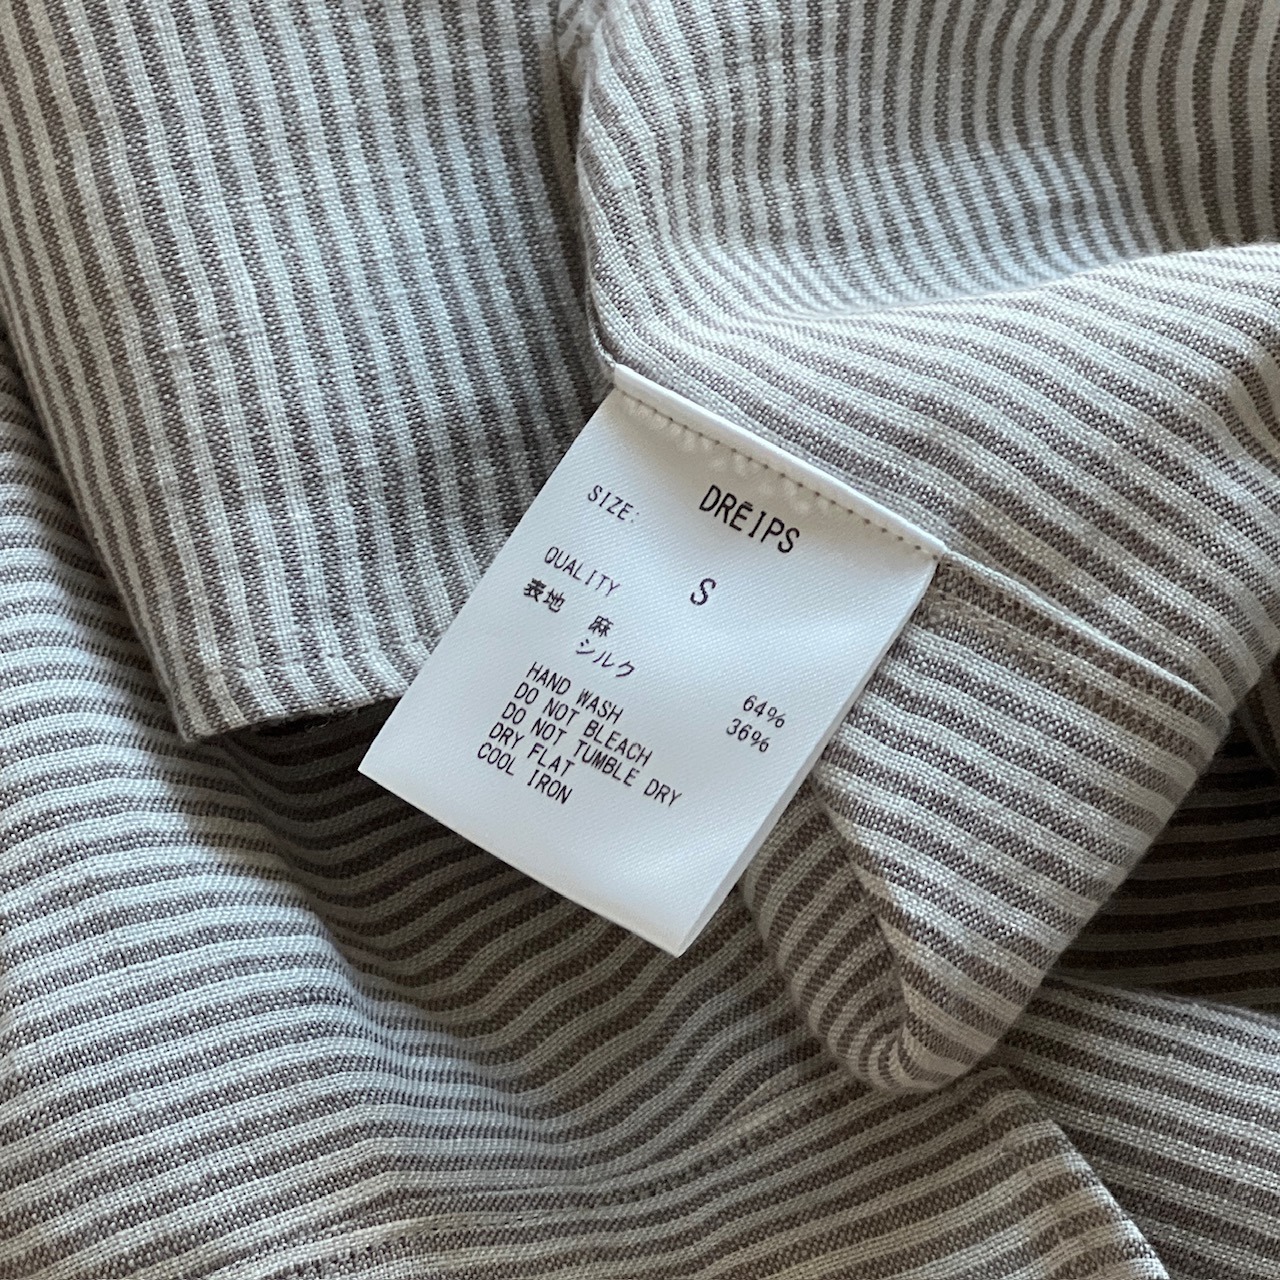 DRĒIPS
SIZE: S
QUALITY
表地 麻 64%
シルク 36%
HAND WASH
DO NOT BLEACH
DO NOT TUMBLE DRY
DRY FLAT
COOL IRON